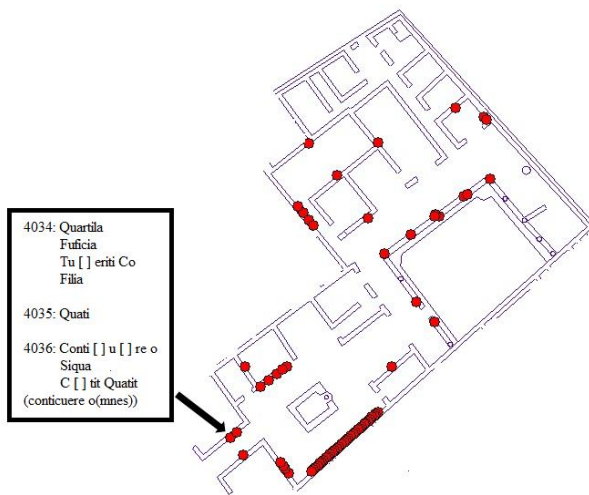 4034: Quartila
Fuficia
Tu [ ] eriti Co
Filia
4035: Quati
4036: Conti [ ] u [ ] re o
Siqua
C [ ] tit Quatit
(conticuere o(mnes))